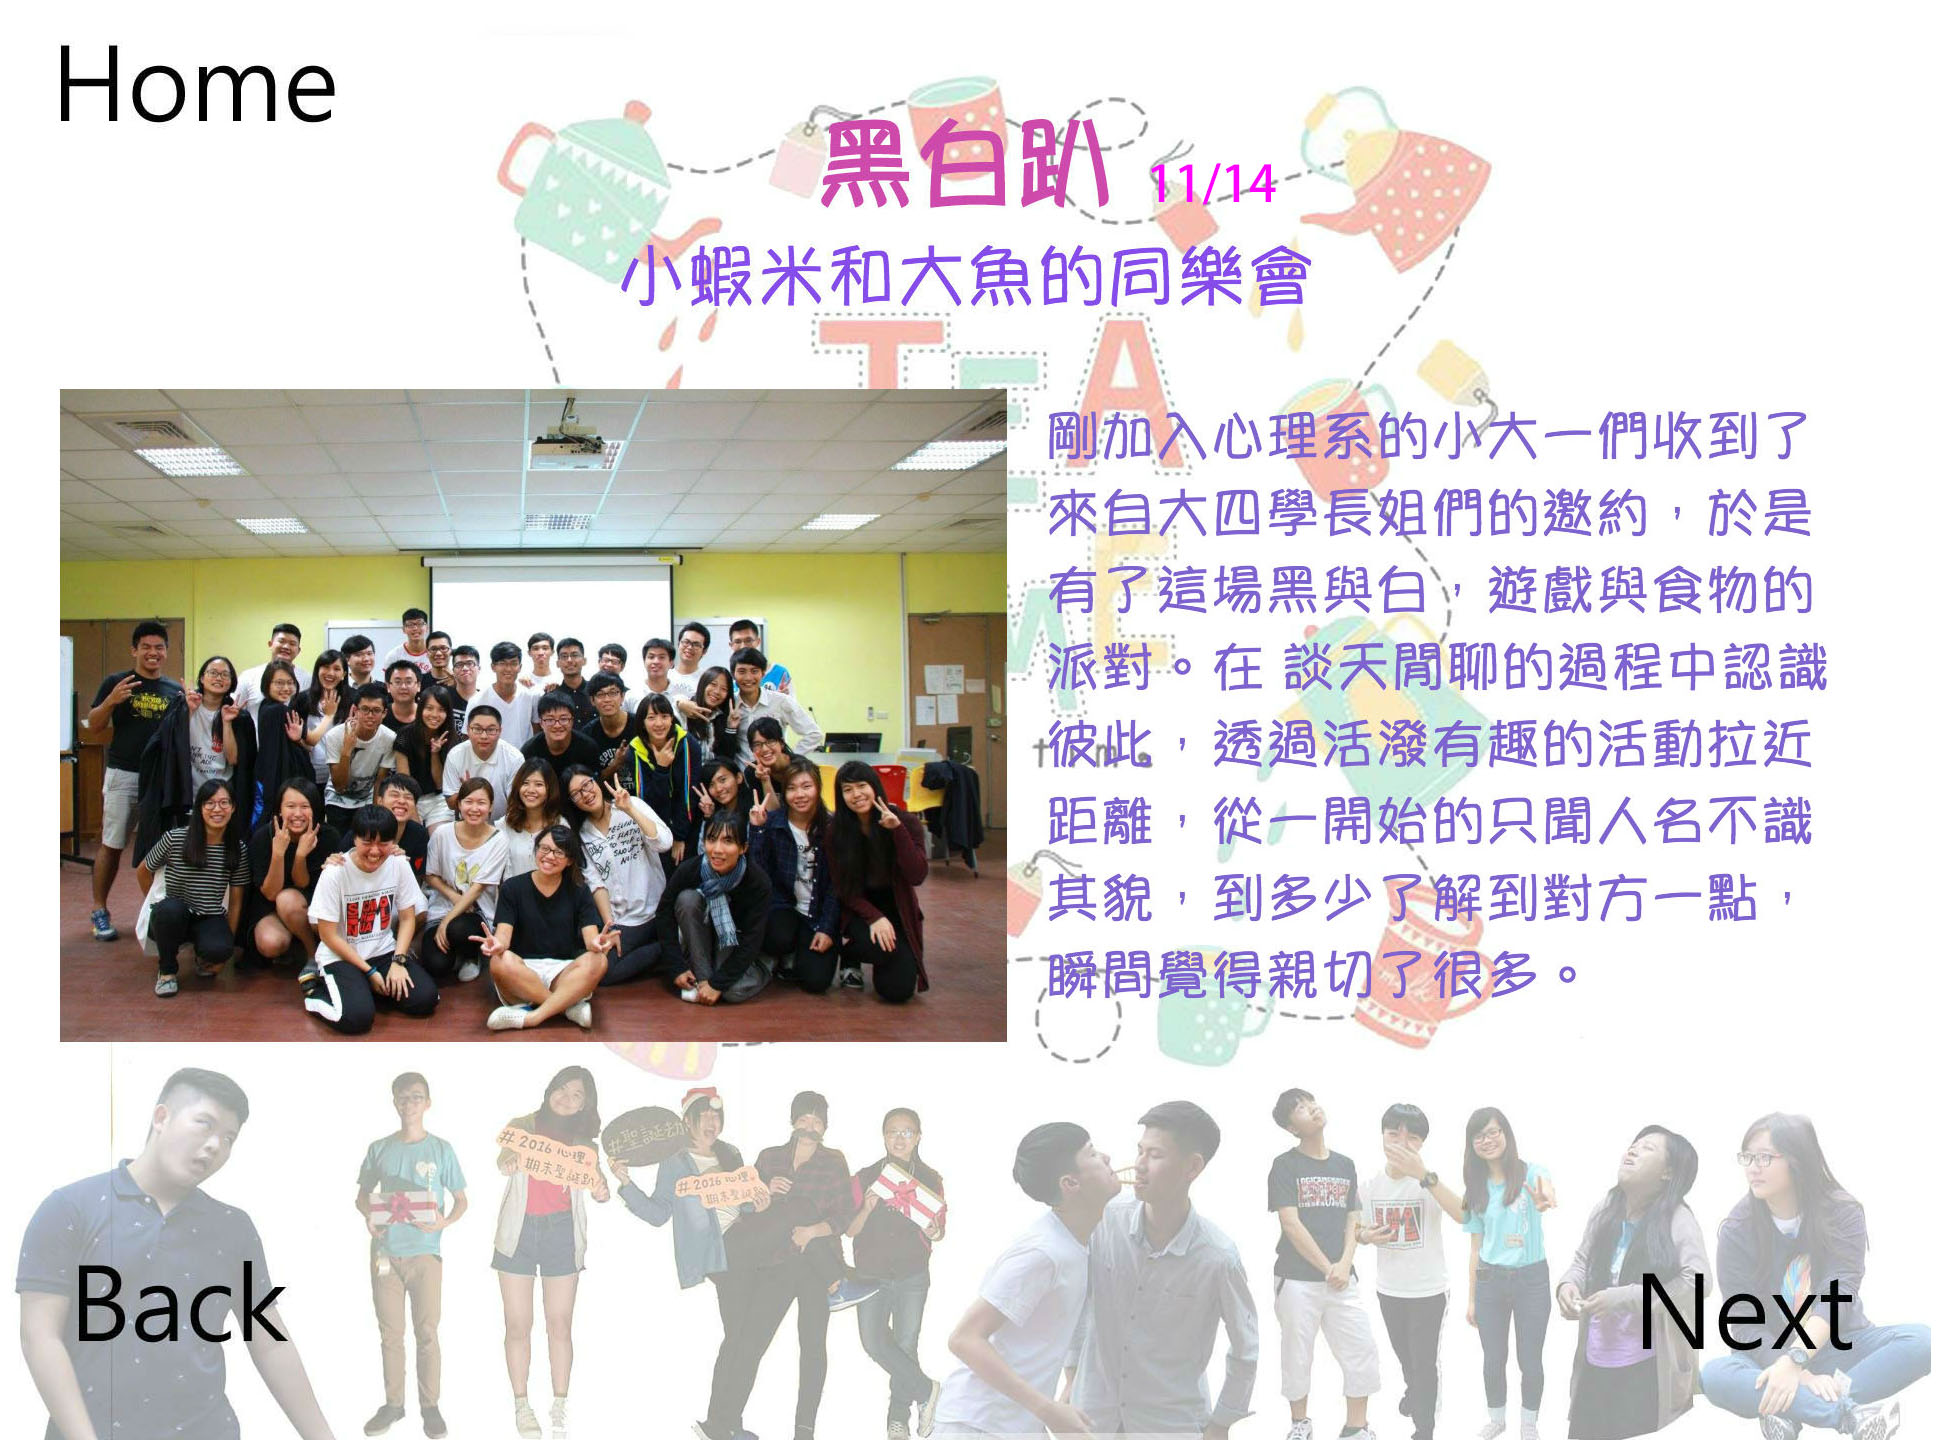 Home
黑白趴 11/14
小蝦米和大魚的同樂會
TEA
剛加入心理系的小大一們收到了
來自大四學長姐們的邀約，於是
有了這場黑與白，遊戲與食物的
派對。在 談天閒聊的過程中認識
彼此，透過活潑有趣的活動拉近
距離，從一開始的只聞人名不識
其貌，到多少了解到對方一點，
瞬間覺得親切了很多。
#2016 心理
期末聖誕趴
#聖誕劫
#2016 心理
期末聖誕趴
Back
Next